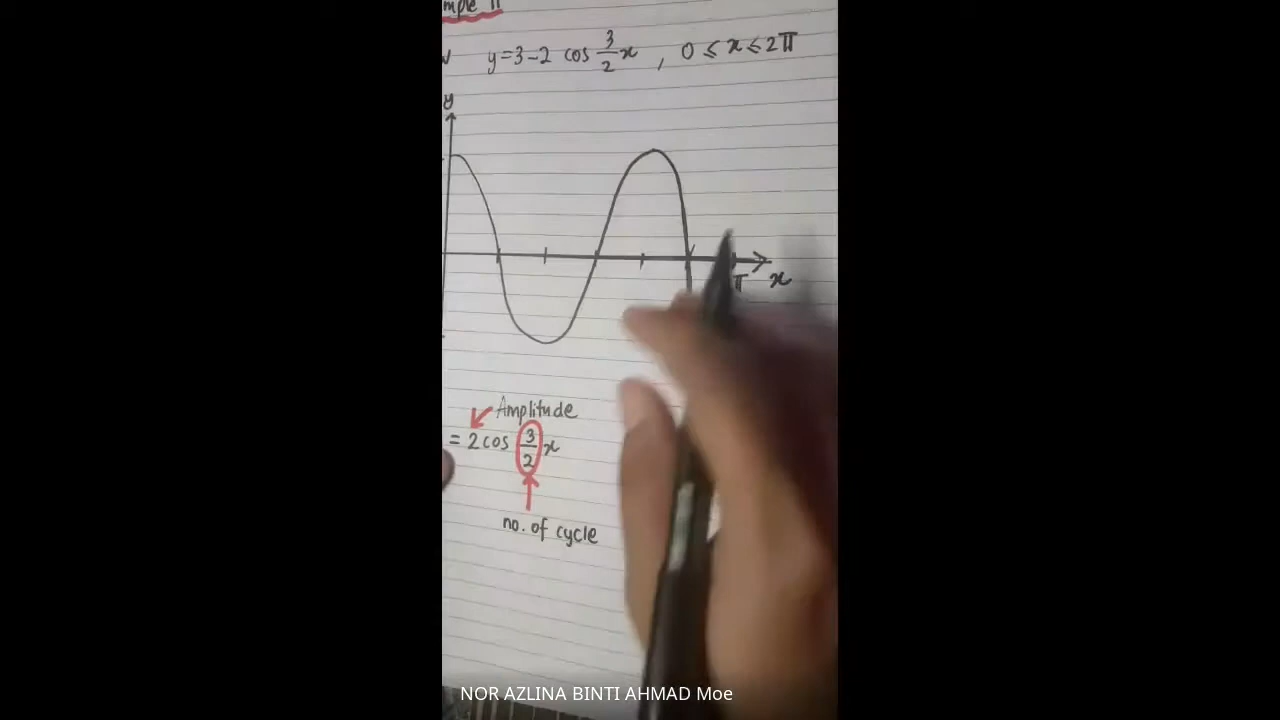 y = 3 - 2 cos 3/2 x , 0 ≤ x ≤ 2π
y
π x
Amplitude
= 2 cos 3/2 x
no. of cycle
NOR AZLINA BINTI AHMAD Moe